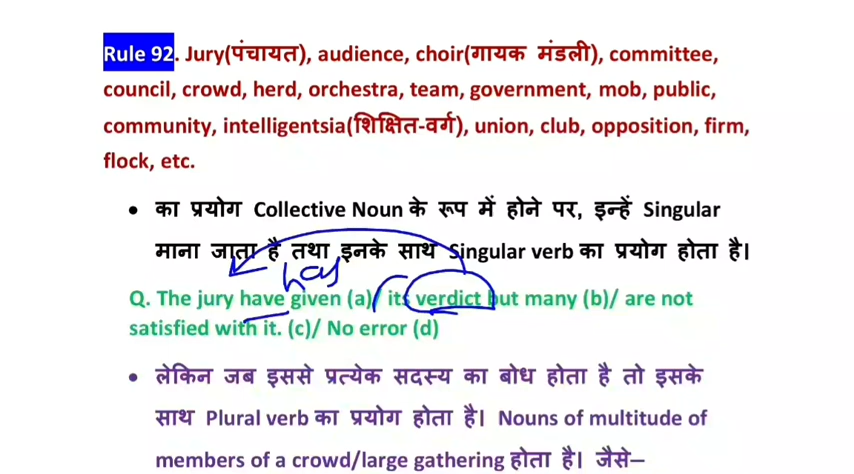 Rule 92. Jury(पंचायत), audience, choir(गायक मंडली), committee,
council, crowd, herd, orchestra, team, government, mob, public,
community, intelligentsia(शिक्षित-वर्ग), union, club, opposition, firm,
flock, etc.
• का प्रयोग Collective Noun के रूप में होने पर, इन्हें Singular
माना जाता है तथा इनके साथ Singular verb का प्रयोग होता है।
has
Q. The jury have given (a)/ its verdict but many (b)/ are not
satisfied with it. (c)/ No error (d)
• लेकिन जब इससे प्रत्येक सदस्य का बोध होता है तो इसके
साथ Plural verb का प्रयोग होता है। Nouns of multitude of
members of a crowd/large gathering होता है। जैसे–